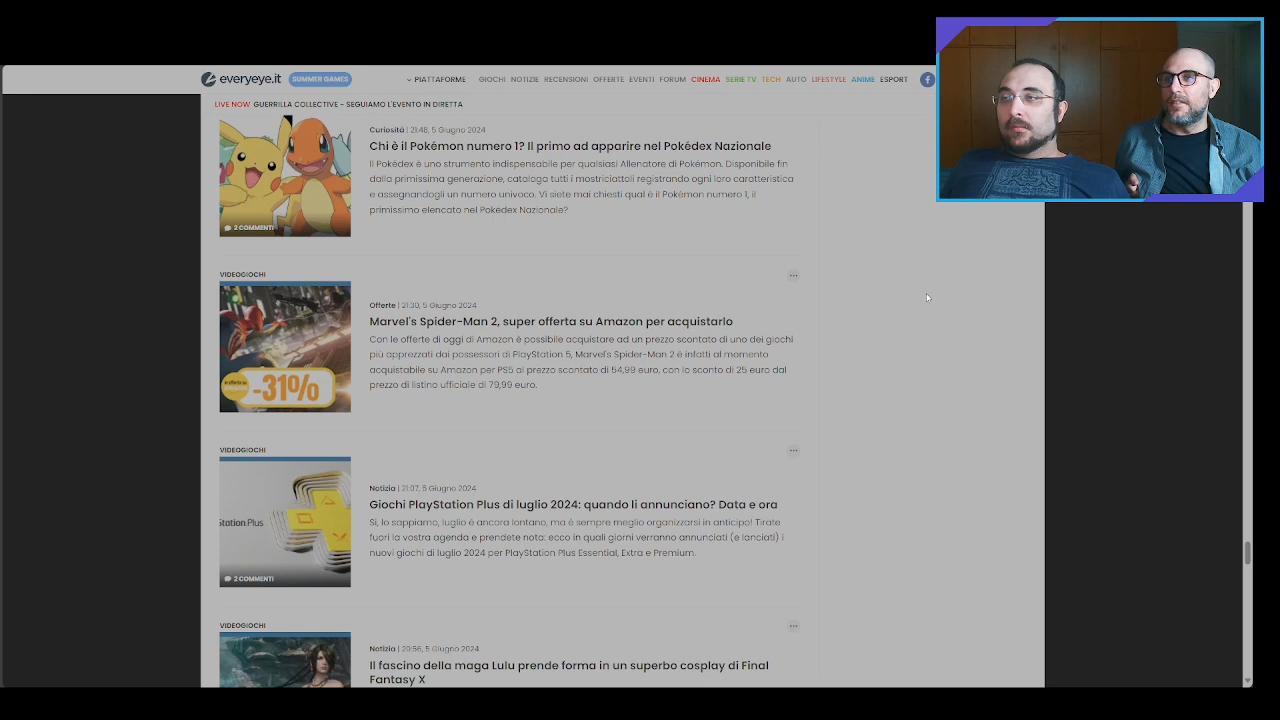 everyeye.it
SUMMER GAMES
PIATTAFORME
GIOCHI NOTIZIE RECENSIONI OFFERTE EVENTI FORUM CINEMA SERIE TV TECH AUTO LIFESTYLE ANIME ESPORT
LIVE NOW GUERRILLA COLLECTIVE - SEGUIAMO L'EVENTO IN DIRETTA
Curiosità | 21:48, 5 Giugno 2024
Chi è il Pokémon numero 1? Il primo ad apparire nel Pokédex Nazionale
Il Pokédex è uno strumento indispensabile per qualsiasi Allenatore di Pokémon. Disponibile fin
dalla primissima generazione, cataloga tutti i mostriciattoli registrando ogni loro caratteristica
e assegnandogli un numero univoco. Vi siete mai chiesti qual è il Pokémon numero 1, il
primissimo elencato nel Pokédex Nazionale?
2 COMMENTI
VIDEOGIOCHI
Offerte | 21:30, 5 Giugno 2024
Marvel's Spider-Man 2, super offerta su Amazon per acquistarlo
Con le offerte di oggi di Amazon è possibile acquistare ad un prezzo scontato di uno dei giochi
più apprezzati dai possessori di PlayStation 5, Marvel's Spider-Man 2 è infatti al momento
acquistabile su Amazon per PS5 al prezzo scontato di 54,99 euro, con lo sconto di 25 euro dal
prezzo di listino ufficiale di 79,99 euro.
-31%
VIDEOGIOCHI
Notizia | 21:07, 5 Giugno 2024
Giochi PlayStation Plus di luglio 2024: quando li annunciano? Data e ora
Sì, lo sappiamo, luglio è ancora lontano, ma è sempre meglio organizzarsi in anticipo! Tirate
fuori la vostra agenda e prendete nota: ecco in quali giorni verranno annunciati (e lanciati) i
nuovi giochi di luglio 2024 per PlayStation Plus Essential, Extra e Premium.
Station Plus
2 COMMENTI
VIDEOGIOCHI
Notizia | 20:56, 5 Giugno 2024
Il fascino della maga Lulu prende forma in un superbo cosplay di Final
Fantasy X